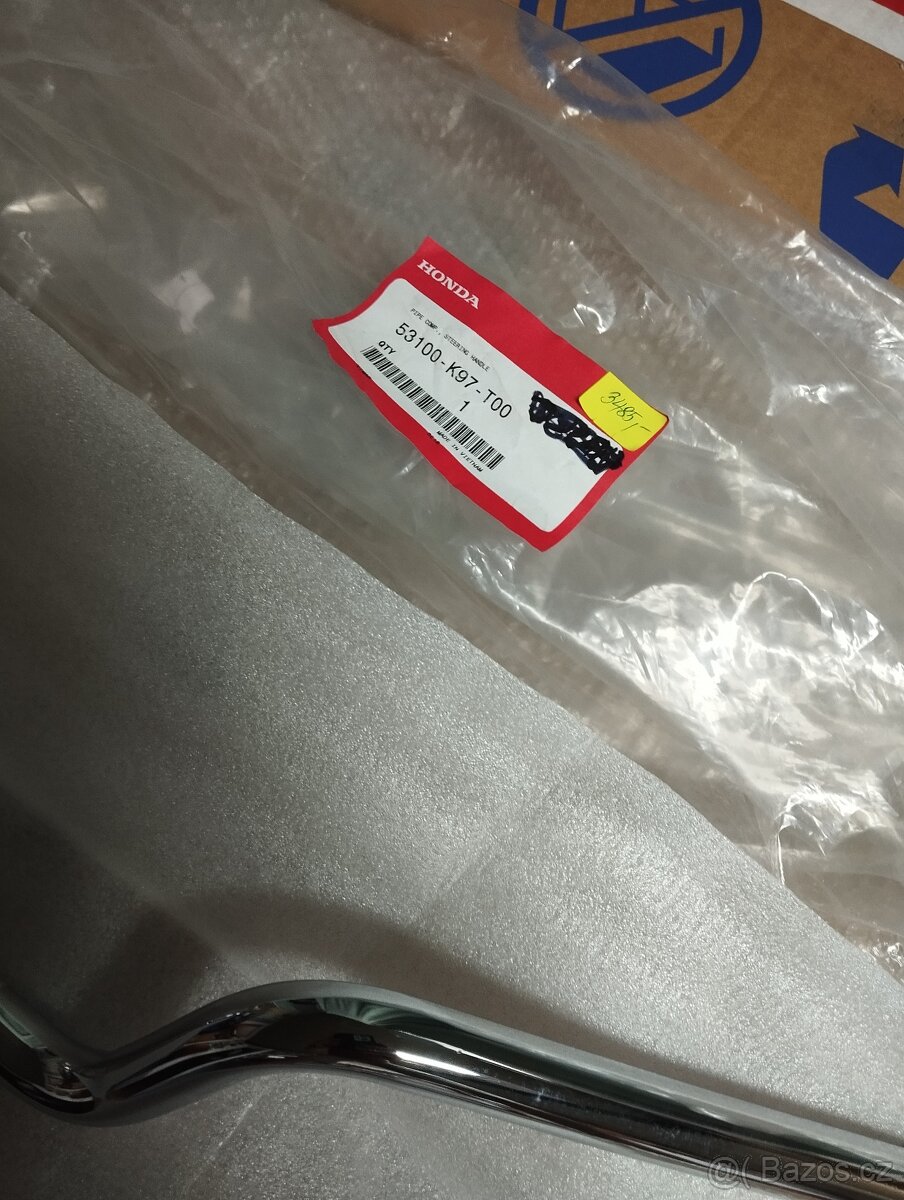 HONDA
PIPE COMP., STEERING HANDLE
53100-K97-T00
QTY 1
MADE IN VIETNAM
3485,-
@( Bazos.cz